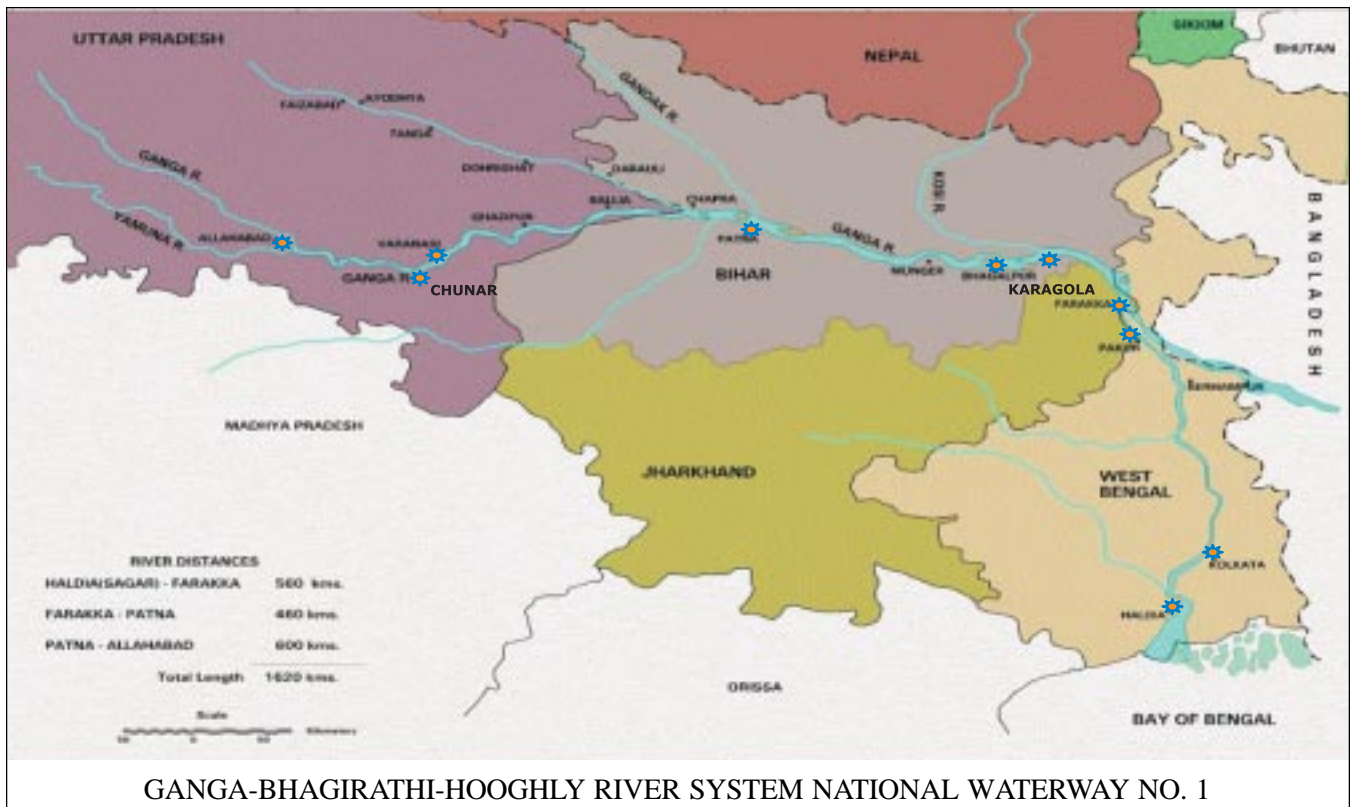 UTTAR PRADESH
NEPAL
SIKKIM
BHUTAN
GANDAK R.
FAIZABAD
AYODHYA
TANDA
DOHRIGHAT
DARAULI
GANGA R.
YAMUNA R.
ALLAHABAD
VARANASI
GHAZIPUR
BALLIA
CHAPRA
PATNA
GANGA R.
KOSI R.
BANGLADESH
GANGA R.
CHUNAR
BIHAR
MUNGER
BHAGALPUR
KARAGOLA
FARAKKA
PAKUR
BERHAMPUR
MADHYA PRADESH
JHARKHAND
WEST
BENGAL
KOLKATA
HALDIA
RIVER DISTANCES
HALDIA(SAGAR) - FARAKKA 560 kms.
FARAKKA - PATNA 460 kms.
PATNA - ALLAHABAD 600 kms.
Total Length 1620 kms.
Scale
Kilometers
ORISSA
BAY OF BENGAL
GANGA-BHAGIRATHI-HOOGHLY RIVER SYSTEM NATIONAL WATERWAY NO. 1